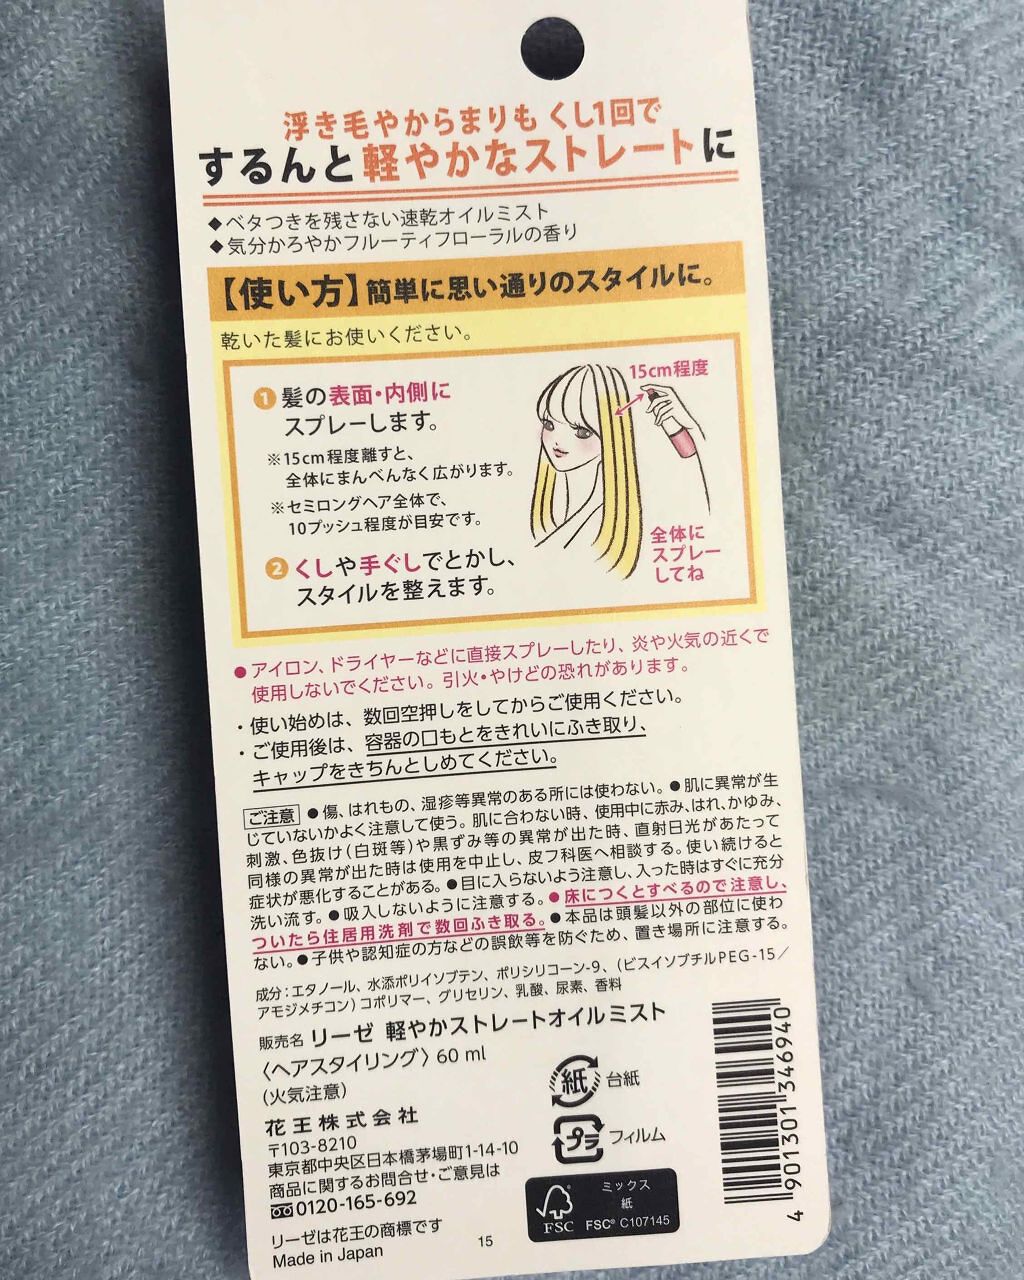 浮き毛やからまりも くし1回で
するんと軽やかなストレートに
◆ベタつきを残さない速乾オイルミスト
◆気分かろやかフルーティフローラルの香り
【使い方】簡単に思い通りのスタイルに。
乾いた髪にお使いください。
① 髪の表面・内側に
スプレーします。
※15cm程度離すと、
全体にまんべんなく広がります。
※セミロングヘア全体で、
10プッシュ程度が目安です。
② くしや手ぐしでとかし、
スタイルを整えます。
15cm程度
全体に
スプレー
してね
●アイロン、ドライヤーなどに直接スプレーしたり、炎や火気の近くで
使用しないでください。引火・やけどの恐れがあります。
・使い始めは、数回空押しをしてからご使用ください。
・ご使用後は、容器の口もとをきれいにふき取り、
キャップをきちんとしめてください。
ご注意 ●傷、はれもの、湿疹等異常のある所には使わない。●肌に異常が生
じていないかよく注意して使う。肌に合わない時、使用中に赤み、はれ、かゆみ、
刺激、色抜け(白斑等)や黒ずみ等の異常が出た時、直射日光があたって
同様の異常が出た時は使用を中止し、皮フ科医へ相談する。使い続けると
症状が悪化することがある。●目に入らないよう注意し、入った時はすぐに充分
洗い流す。●吸入しないように注意する。●床につくとすべるので注意し、
ついたら住居用洗剤で数回ふき取る。●本品は頭髪以外の部位に使わ
ない。●子供や認知症の方などの誤飲等を防ぐため、置き場所に注意する。
成分:エタノール、水添ポリイソブテン、ポリシリコーン-9、(ビスイソブチルPEG-15/
アモジメチコン)コポリマー、グリセリン、乳酸、尿素、香料
販売名 リーゼ 軽やかストレートオイルミスト
〈ヘアスタイリング〉60 ml
(火気注意)
花王株式会社
〒103-8210
東京都中央区日本橋茅場町1-14-10
商品に関するお問合せ・ご意見は
0120-165-692
リーゼは花王の商標です
Made in Japan
15
紙 台紙
プラ フィルム
FSC
ミックス
紙
FSC® C107145
4 901301 346940